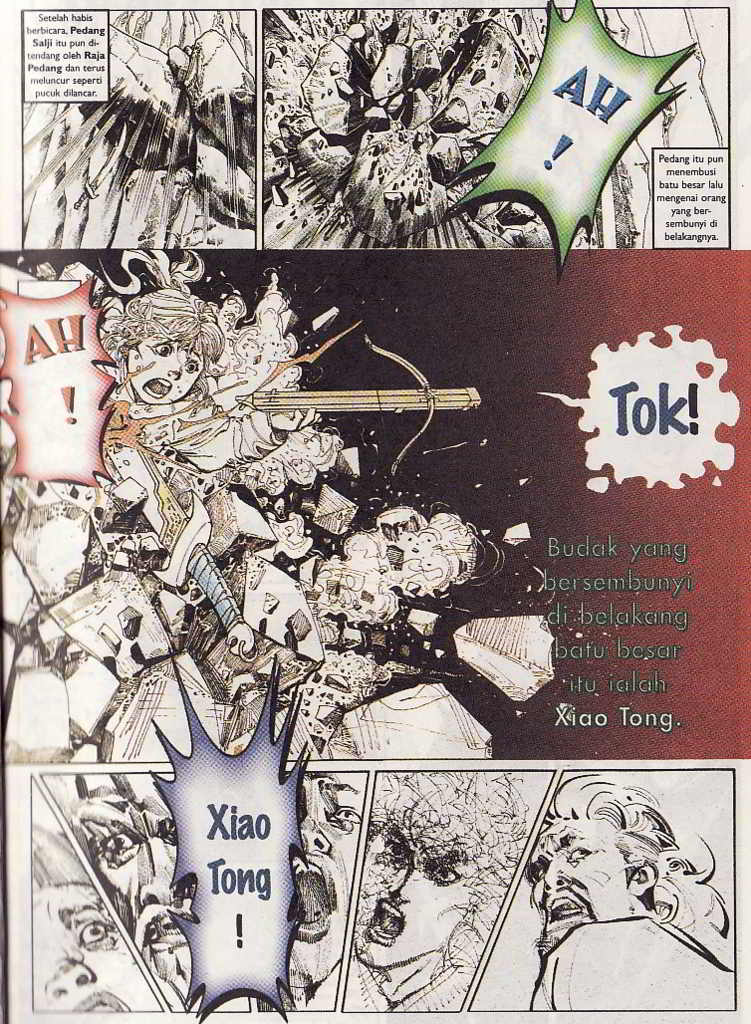 Setelah habis
berbicara, Pedang
Salji itu pun di-
tendang oleh Raja
Pedang dan terus
meluncur seperti
pucuk dilancar.
AH
!
Pedang itu pun
menembusi
batu besar lalu
mengenai orang
yang ber-
sembunyi di
belakangnya.
AH
!
Tok!
Budak yang
bersembunyi
di belakang
batu besar
itu ialah
Xiao Tong.
Xiao
Tong
!